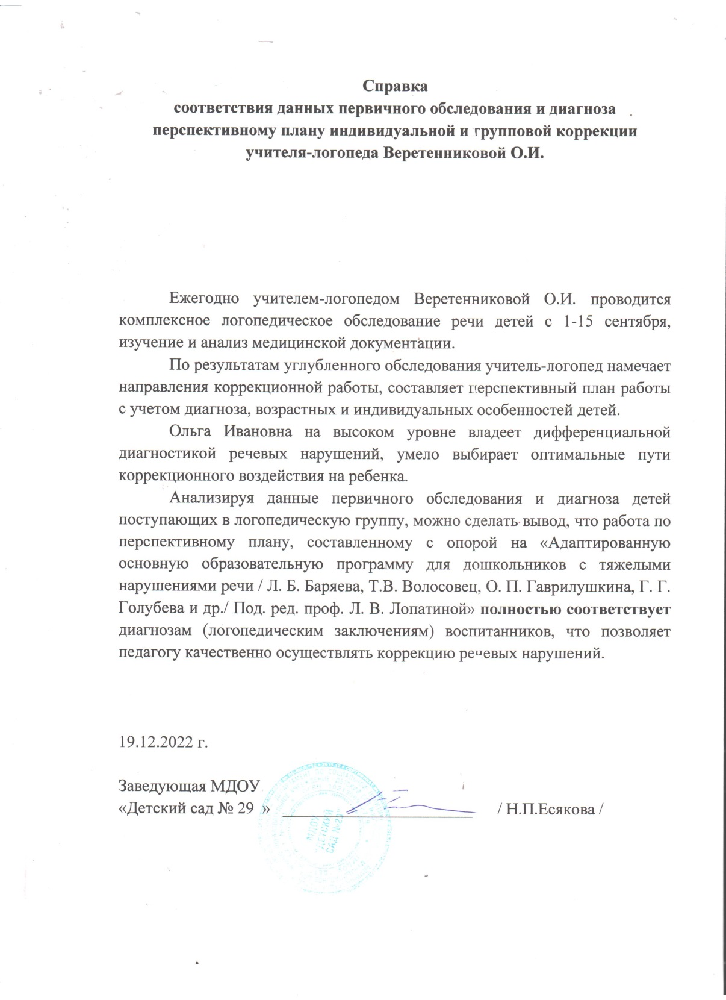 Справка
соответствия данных первичного обследования и диагноза
перспективному плану индивидуальной и групповой коррекции
учителя-логопеда Веретенниковой О.И.
Ежегодно учителем-логопедом Веретенниковой О.И. проводится
комплексное логопедическое обследование речи детей с 1-15 сентября,
изучение и анализ медицинской документации.
По результатам углубленного обследования учитель-логопед намечает
направления коррекционной работы, составляет перспективный план работы
с учетом диагноза, возрастных и индивидуальных особенностей детей.
Ольга Ивановна на высоком уровне владеет дифференциальной
диагностикой речевых нарушений, умело выбирает оптимальные пути
коррекционного воздействия на ребенка.
Анализируя данные первичного обследования и диагноза детей
поступающих в логопедическую группу, можно сделать вывод, что работа по
перспективному плану, составленному с опорой на «Адаптированную
основную образовательную программу для дошкольников с тяжелыми
нарушениями речи / Л. Б. Баряева, Т.В. Волосовец, О. П. Гаврилушкина, Г. Г.
Голубева и др./ Под. ред. проф. Л. В. Лопатиной» полностью соответствует
диагнозам (логопедическим заключениям) воспитанников, что позволяет
педагогу качественно осуществлять коррекцию речевых нарушений.
19.12.2022 г.
Заведующая МДОУ
«Детский сад № 29 » / Н.П.Есякова /
МДОУ
"ДЕТСКИЙ
САД №29"